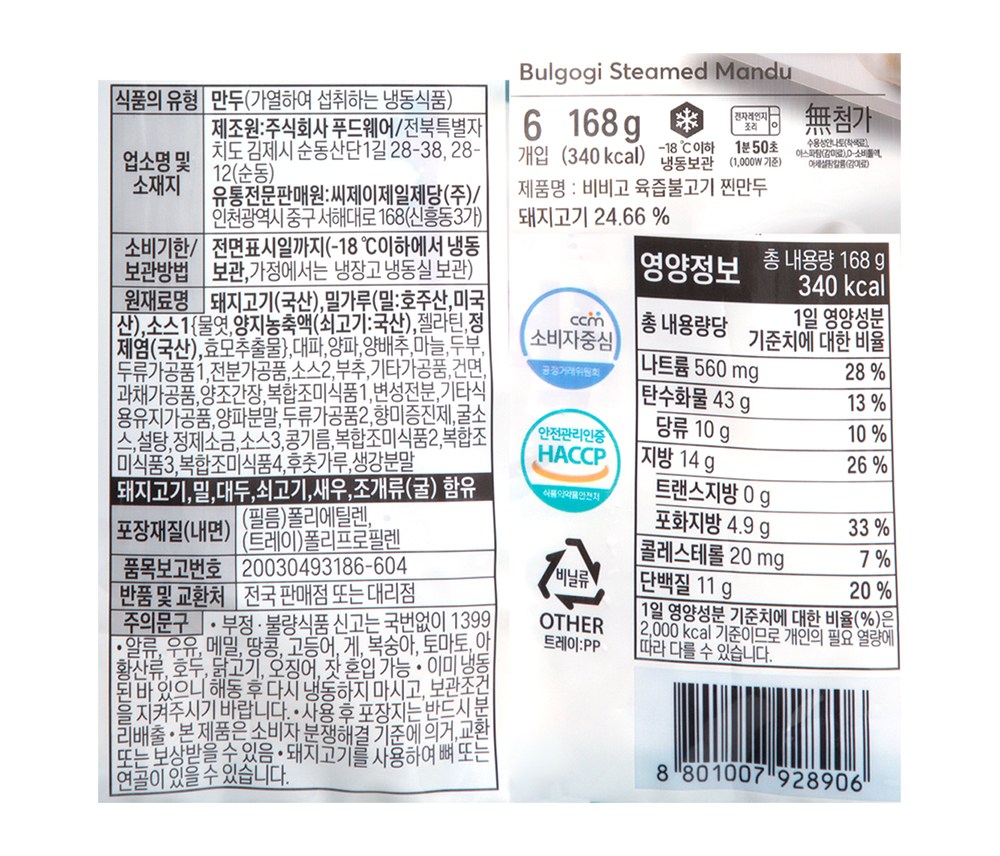 식품의 유형 만두(가열하여 섭취하는 냉동식품)
업소명 및 소재지
제조원:주식회사 푸드웨어/전북특별자
치도 김제시 순동산단1길 28-38, 28-
12(순동)
유통전문판매원:씨제이제일제당(주)/
인천광역시 중구 서해대로 168(신흥동3가)
소비기한/ 전면표시일까지(-18 ℃이하에서 냉동
보관방법 보관,가정에서는 냉장고 냉동실 보관)
원재료명 돼지고기(국산),밀가루(밀:호주산,미국
산),소스1{물엿,양지농축액(쇠고기:국산),젤라틴,정
제염(국산),효모추출물},대파,양파,양배추,마늘,두부,
두류가공품1,전분가공품,소스2,부추,기타가공품,건면,
과채가공품,양조간장,복합조미식품1,변성전분,기타식
용유지가공품,양파분말,두류가공품2,향미증진제,굴소
스,설탕,정제소금,소스3,콩기름,복합조미식품2,복합조
미식품3,복합조미식품4,후춧가루,생강분말
돼지고기,밀,대두,쇠고기,새우,조개류(굴) 함유
포장재질(내면) (필름)폴리에틸렌,
(트레이)폴리프로필렌
품목보고번호 20030493186-604
반품 및 교환처 전국 판매점 또는 대리점
주의문구 • 부정·불량식품 신고는 국번없이 1399
• 알류, 우유, 메밀, 땅콩, 고등어, 게, 복숭아, 토마토, 아
황산류, 호두, 닭고기, 오징어, 잣 혼입 가능 • 이미 냉동
된 바 있으니 해동 후 다시 냉동하지 마시고, 보관조건
을 지켜주시기 바랍니다. • 사용 후 포장지는 반드시 분
리배출 • 본 제품은 소비자 분쟁해결 기준에 의거,교환
또는 보상받을 수 있음 • 돼지고기를 사용하여 뼈 또는
연골이 있을 수 있습니다.
Bulgogi Steamed Mandu
6 개입
168 g
(340 kcal)
-18 ℃ 이하
냉동보관
전자레인지
조리
1분 50초
(1,000W 기준)
無첨가
수용성안나토(착색료),
아스파탐(감미료),D-소비톨액,
아세설팜칼륨(감미료)
제품명 : 비비고 육즙불고기 찐만두
돼지고기 24.66 %
ccm
소비자중심
공정거래위원회
안전관리인증
HACCP
식품의약품안전처
비닐류
OTHER
트레이:PP
영양정보
총 내용량 168 g
340 kcal
총 내용량당 1일 영양성분
기준치에 대한 비율
나트륨 560 mg 28 %
탄수화물 43 g 13 %
당류 10 g 10 %
지방 14 g 26 %
트랜스지방 0 g
포화지방 4.9 g 33 %
콜레스테롤 20 mg 7 %
단백질 11 g 20 %
1일 영양성분 기준치에 대한 비율(%)은
2,000 kcal 기준이므로 개인의 필요 열량에
따라 다를 수 있습니다.
8 801007 928906